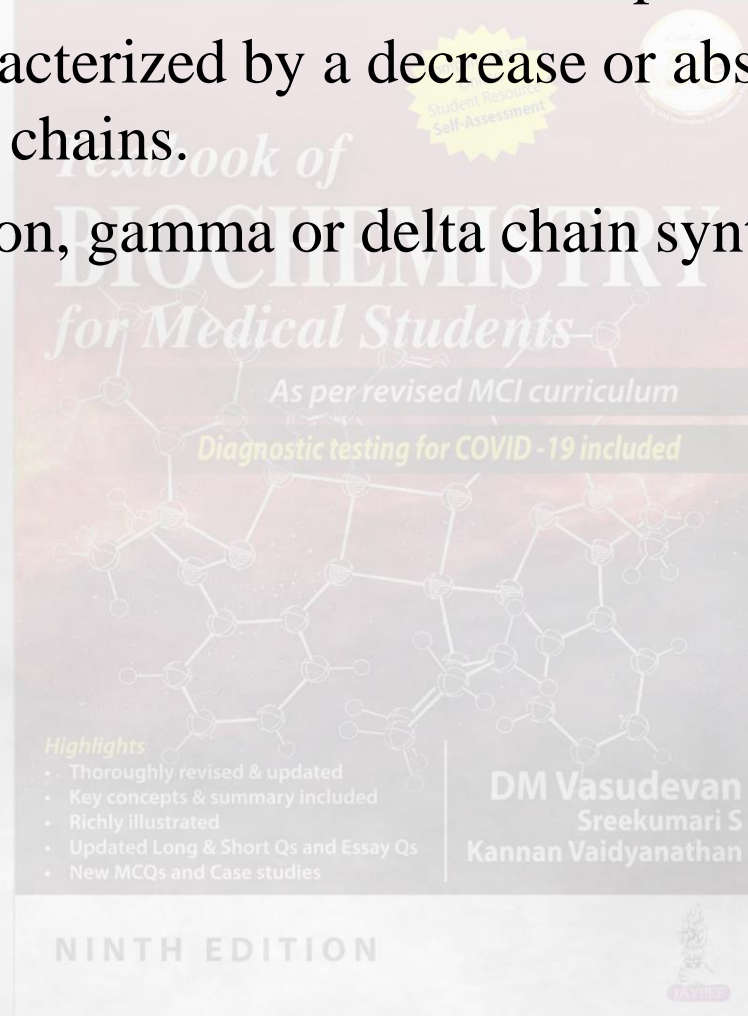 acterized by a decrease or abs
chains.
on, gamma or delta chain synt
Student Resource
Self-Assessment
Textbook of
BIOCHEMISTRY
for Medical Students
As per revised MCI curriculum
Diagnostic testing for COVID -19 included
Highlights
• Thoroughly revised & updated
• Key concepts & summary included
• Richly illustrated
• Updated Long & Short Qs and Essay Qs
• New MCQs and Case studies
DM Vasudevan
Sreekumari S
Kannan Vaidyanathan
NINTH EDITION
JAYPEE